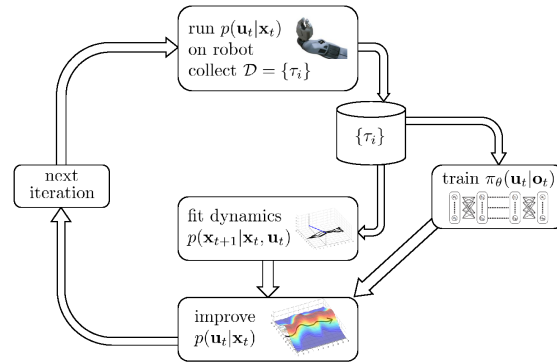 run p(u_t|x_t)
on robot
collect 𝒟 = {τ_i}
{τ_i}
next
iteration
train π_θ(u_t|o_t)
fit dynamics
p(x_{t+1}|x_t, u_t)
improve
p(u_t|x_t)